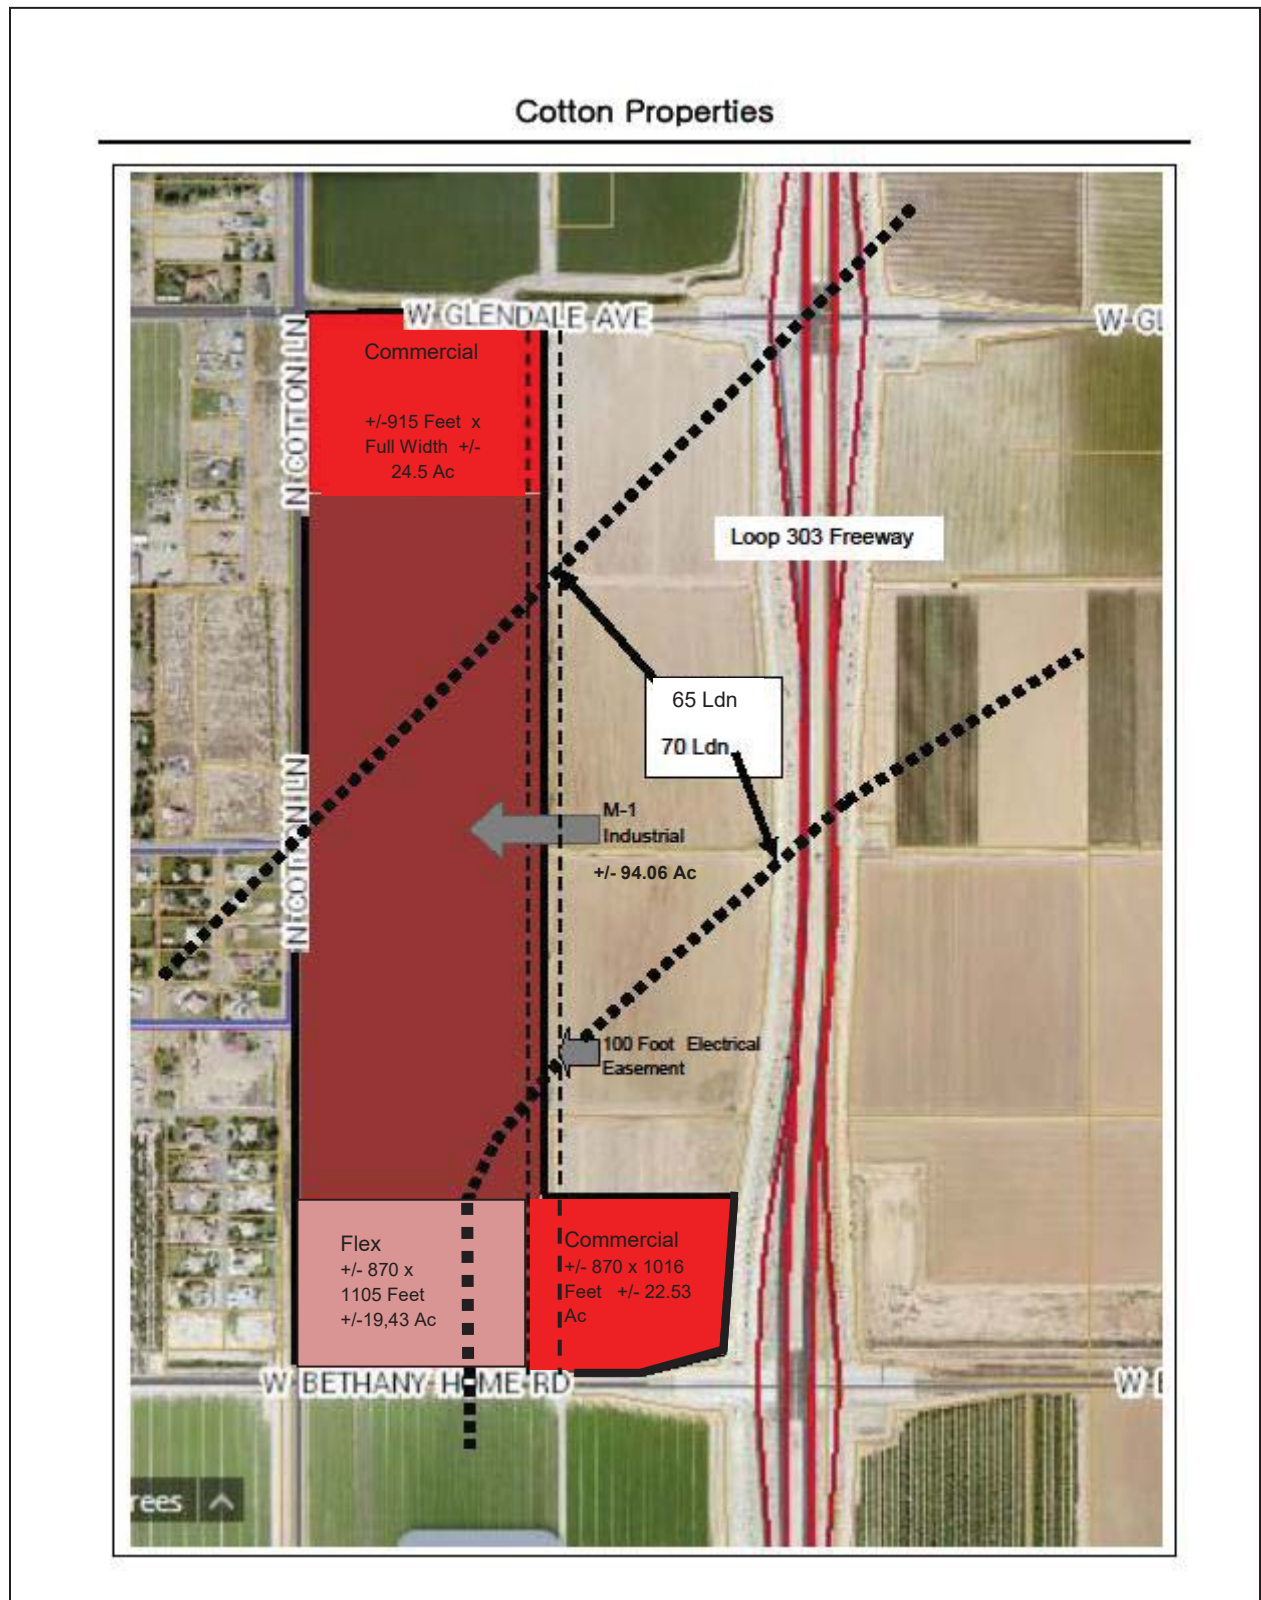 Cotton Properties
W GLENDALE AVE
W GL
N COTTON LN
Commercial
+/-915 Feet x
Full Width +/-
24.5 Ac
Loop 303 Freeway
65 Ldn
70 Ldn
M-1
Industrial
+/- 94.06 Ac
N COTTON LN
100 Foot Electrical
Easement
Flex
+/- 870 x
1105 Feet
+/-19,43 Ac
Commercial
+/- 870 x 1016
Feet +/- 22.53
Ac
W BETHANY HOME RD
W
rees